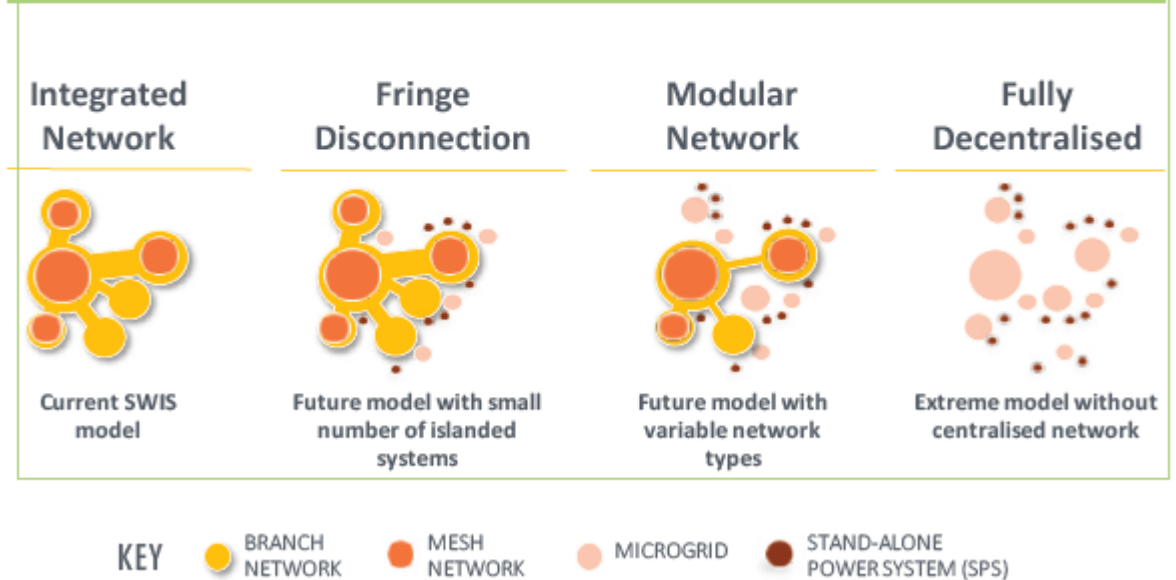 Integrated
Network
Fringe
Disconnection
Modular
Network
Fully
Decentralised
Current SWIS
model
Future model with small
number of islanded
systems
Future model with
variable network
types
Extreme model without
centralised network
KEY
BRANCH
NETWORK
MESH
NETWORK
MICROGRID
STAND-ALONE
POWER SYSTEM (SPS)